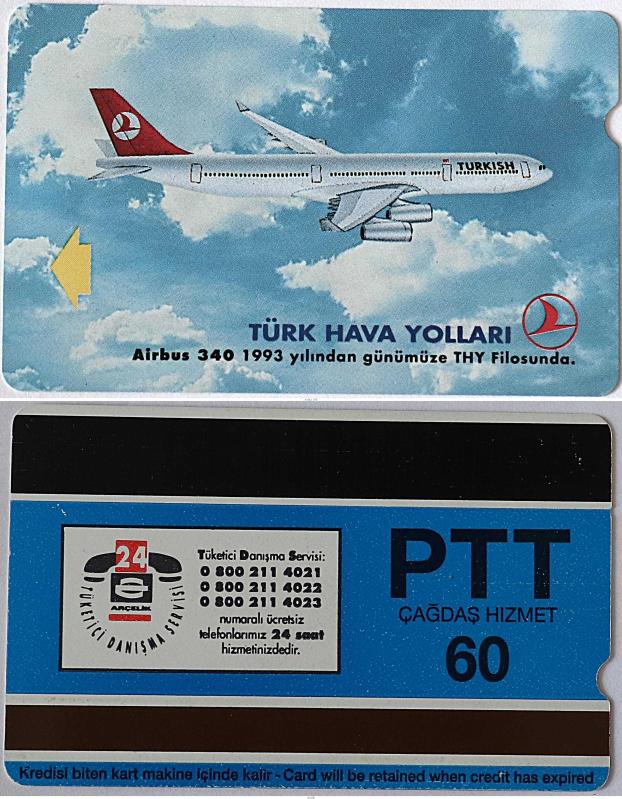 TURKISH
TÜRK HAVA YOLLARI
Airbus 340 1993 yılından günümüze THY Filosunda.
24
ARÇELİK
TÜKETİCİ DANIŞMA SERVİSİ
Tüketici Danışma Servisi:
0 800 211 4021
0 800 211 4022
0 800 211 4023
numaralı ücretsiz
telefonlarımız 24 saat
hizmetinizdedir.
PTT
ÇAĞDAŞ HIZMET
60
Kredisi biten kart makine içinde kalir - Card will be retained when credit has expired